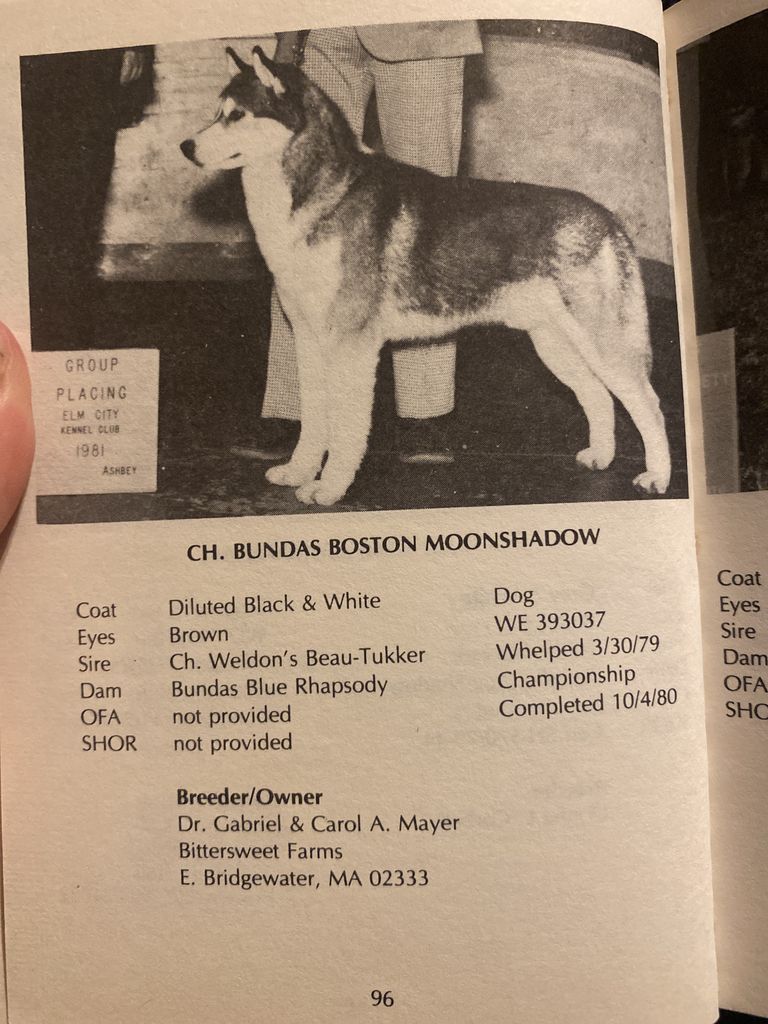 GROUP
PLACING
ELM CITY
KENNEL CLUB
1981
ASHBEY
CH. BUNDAS BOSTON MOONSHADOW
Coat Diluted Black & White
Eyes Brown
Sire Ch. Weldon's Beau-Tukker
Dam Bundas Blue Rhapsody
OFA not provided
SHOR not provided
Dog
WE 393037
Whelped 3/30/79
Championship
Completed 10/4/80
Breeder/Owner
Dr. Gabriel & Carol A. Mayer
Bittersweet Farms
E. Bridgewater, MA 02333
96
Coat
Eyes
Sire
Dam
OFA